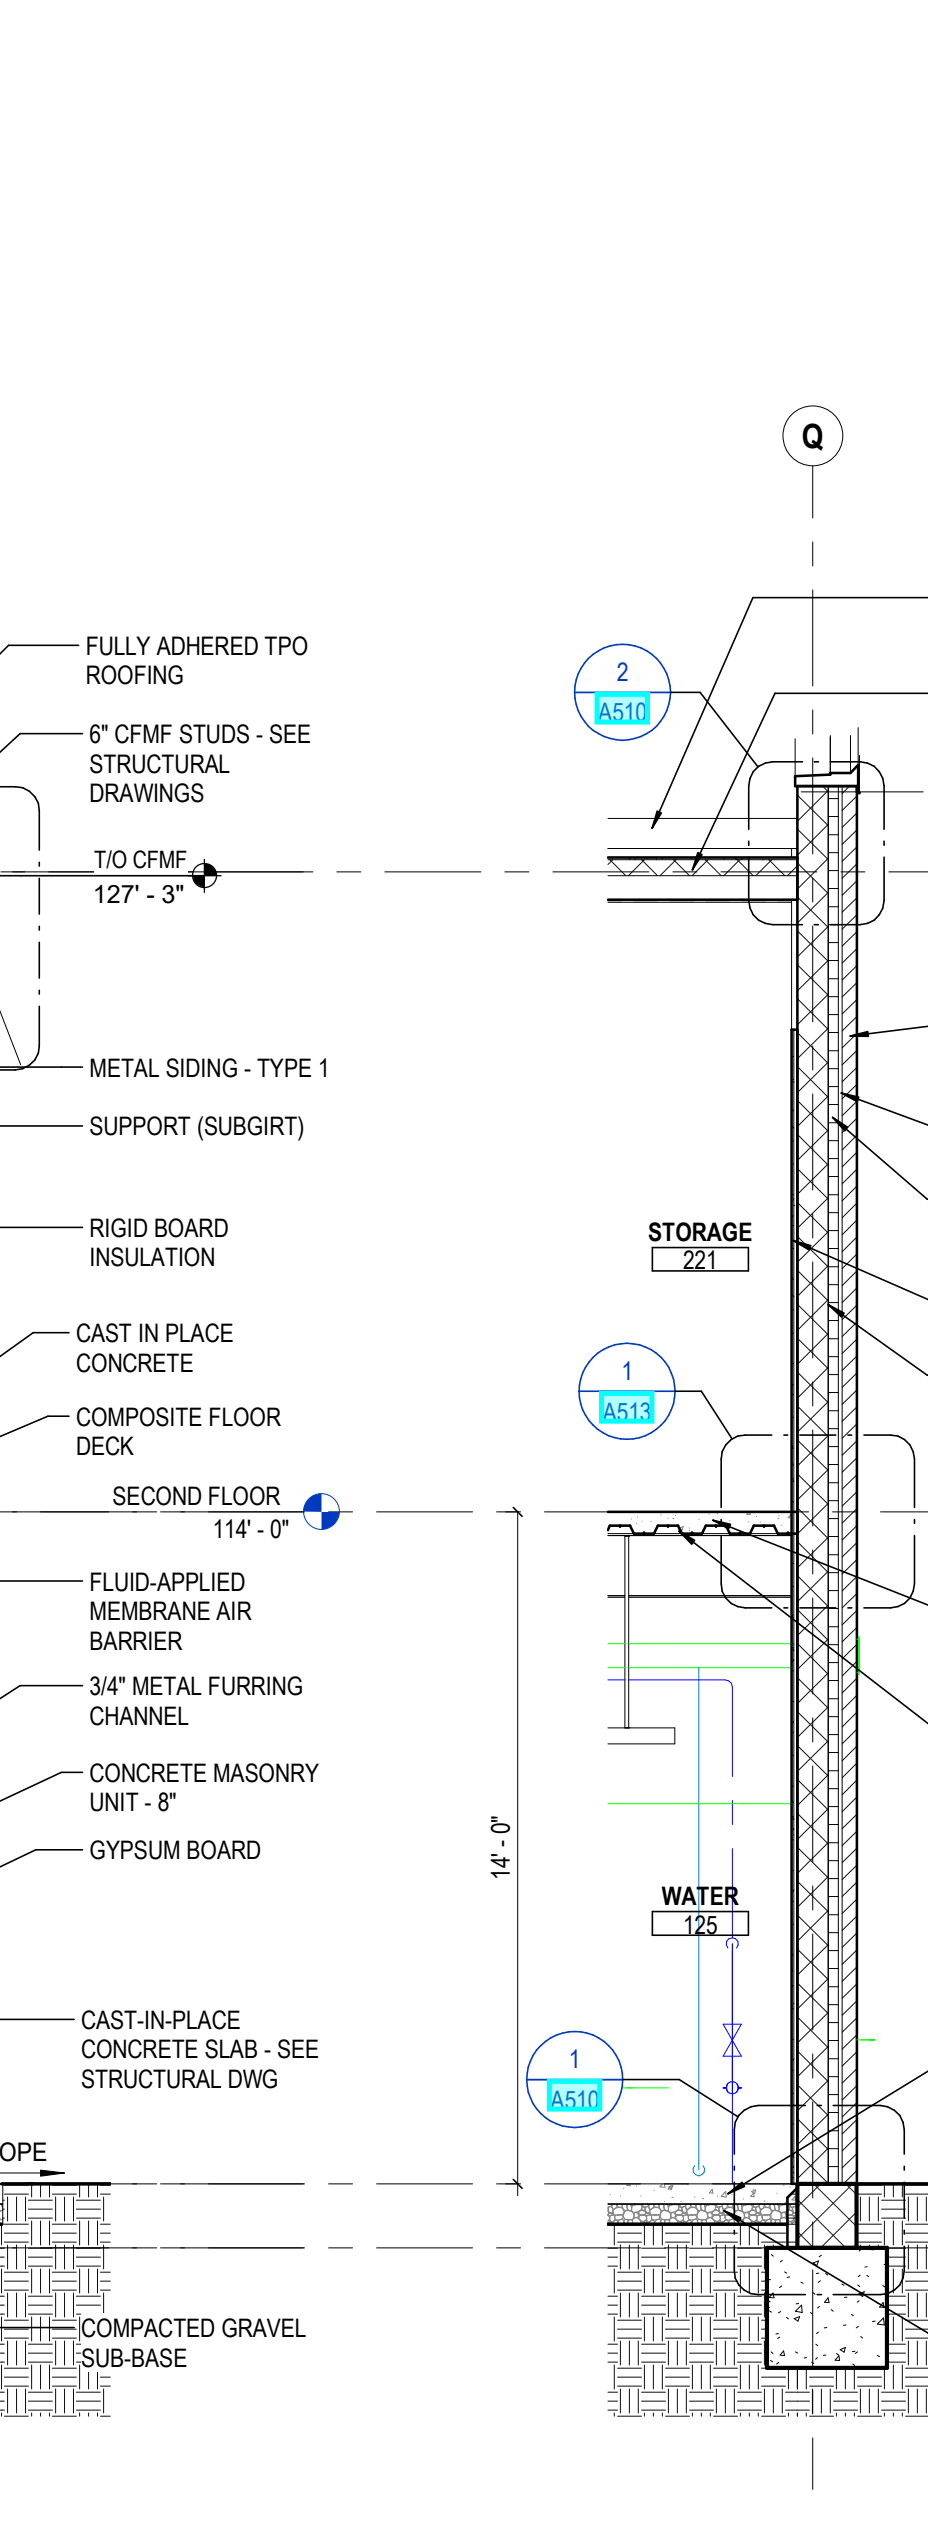 Q
FULLY ADHERED TPO
ROOFING
2
A510
6" CFMF STUDS - SEE
STRUCTURAL
DRAWINGS
T/O CFMF
127' - 3"
METAL SIDING - TYPE 1
SUPPORT (SUBGIRT)
RIGID BOARD
INSULATION
STORAGE
221
CAST IN PLACE
CONCRETE
1
A513
COMPOSITE FLOOR
DECK
SECOND FLOOR
114' - 0"
FLUID-APPLIED
MEMBRANE AIR
BARRIER
3/4" METAL FURRING
CHANNEL
CONCRETE MASONRY
UNIT - 8"
GYPSUM BOARD
14' - 0"
WATER
125
CAST-IN-PLACE
CONCRETE SLAB - SEE
STRUCTURAL DWG
1
A510
OPE
COMPACTED GRAVEL
SUB-BASE